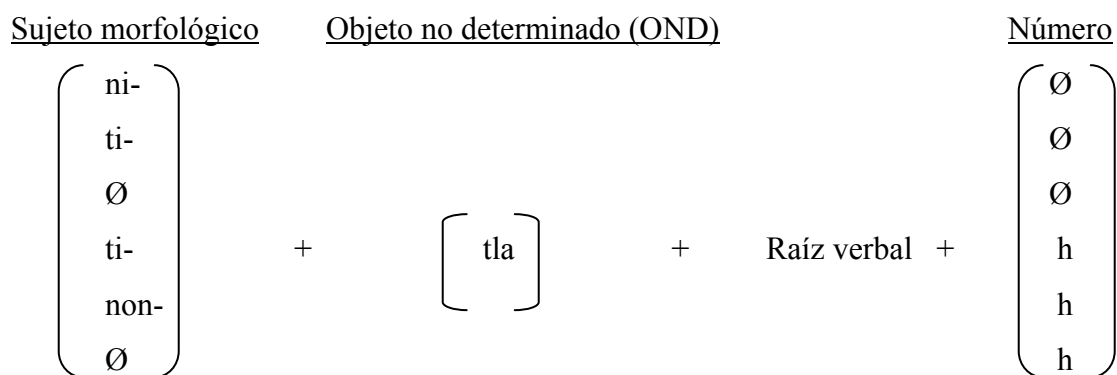 Sujeto morfológico Objeto no determinado (OND) Número
ni- Ø
ti- Ø
Ø Ø
ti- + tla + Raíz verbal + h
non- h
Ø h